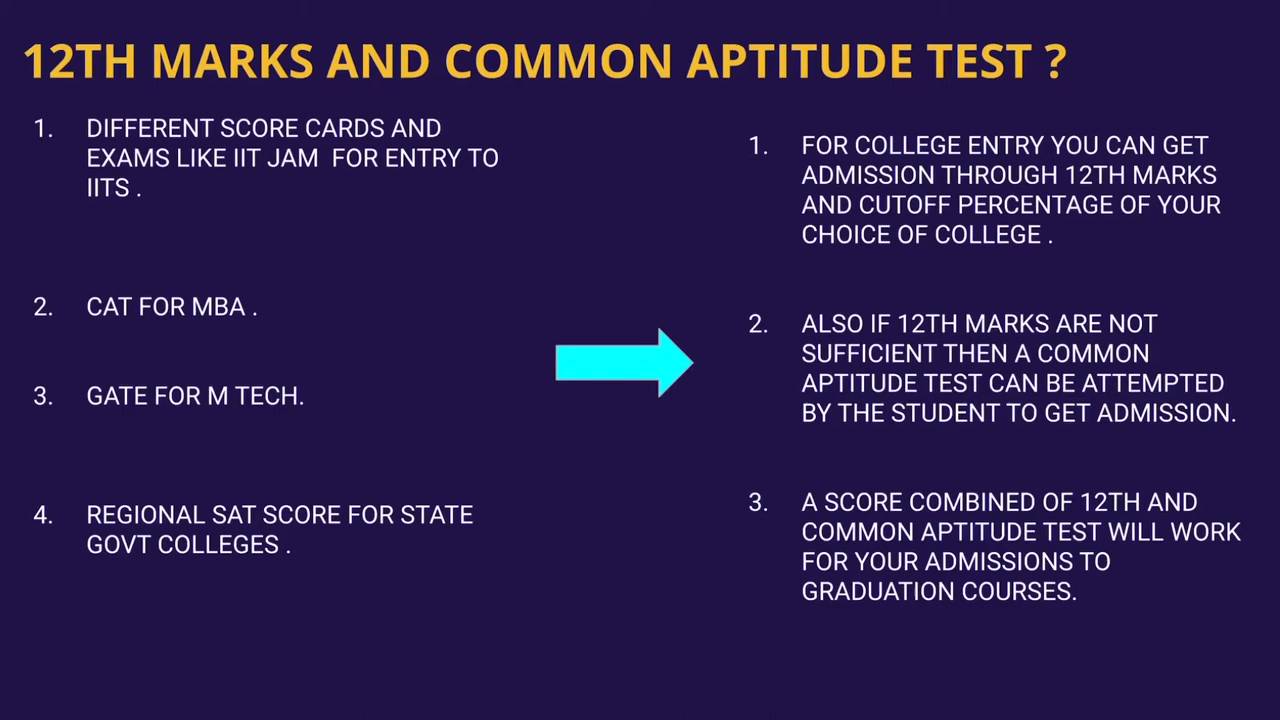 12TH MARKS AND COMMON APTITUDE TEST ?
1. DIFFERENT SCORE CARDS AND
EXAMS LIKE IIT JAM FOR ENTRY TO
IITS .
2. CAT FOR MBA .
3. GATE FOR M TECH.
4. REGIONAL SAT SCORE FOR STATE
GOVT COLLEGES .
1. FOR COLLEGE ENTRY YOU CAN GET
ADMISSION THROUGH 12TH MARKS
AND CUTOFF PERCENTAGE OF YOUR
CHOICE OF COLLEGE .
2. ALSO IF 12TH MARKS ARE NOT
SUFFICIENT THEN A COMMON
APTITUDE TEST CAN BE ATTEMPTED
BY THE STUDENT TO GET ADMISSION.
3. A SCORE COMBINED OF 12TH AND
COMMON APTITUDE TEST WILL WORK
FOR YOUR ADMISSIONS TO
GRADUATION COURSES.